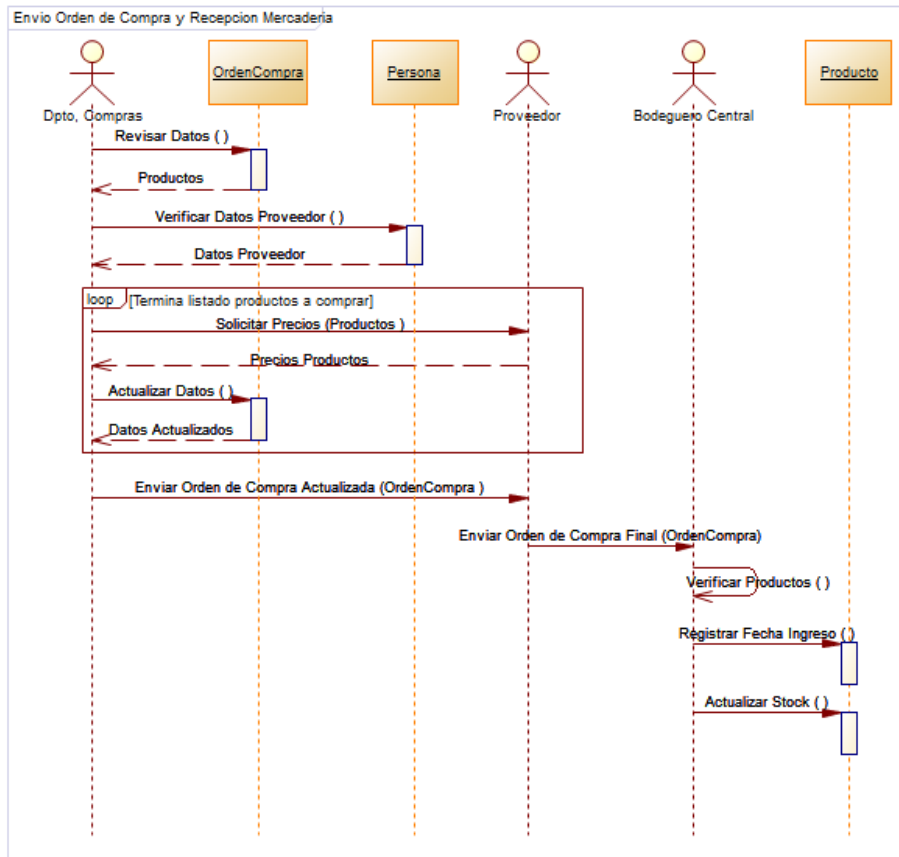 Envio Orden de Compra y Recepcion Mercaderia
OrdenCompra
Persona
Producto
Dpto, Compras
Proveedor
Bodeguero Central
Revisar Datos ( )
Productos
Verificar Datos Proveedor ( )
Datos Proveedor
loop
[Termina listado productos a comprar]
Solicitar Precios (Productos )
Precios Productos
Actualizar Datos ( )
Datos Actualizados
Enviar Orden de Compra Actualizada (OrdenCompra )
Enviar Orden de Compra Final (OrdenCompra)
Verificar Productos ( )
Registrar Fecha Ingreso ( )
Actualizar Stock ( )